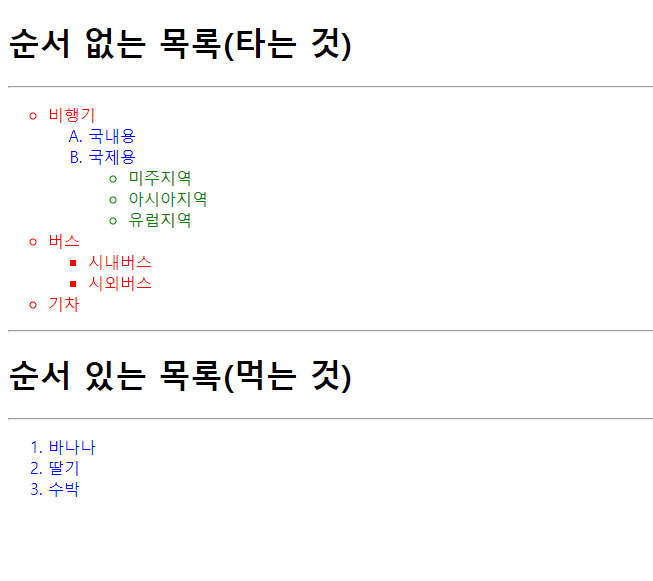 순서 없는 목록(타는 것)
비행기
A. 국내용
B. 국제용
미주지역
아시아지역
유럽지역
버스
시내버스
시외버스
기차
순서 있는 목록(먹는 것)
1. 바나나
2. 딸기
3. 수박